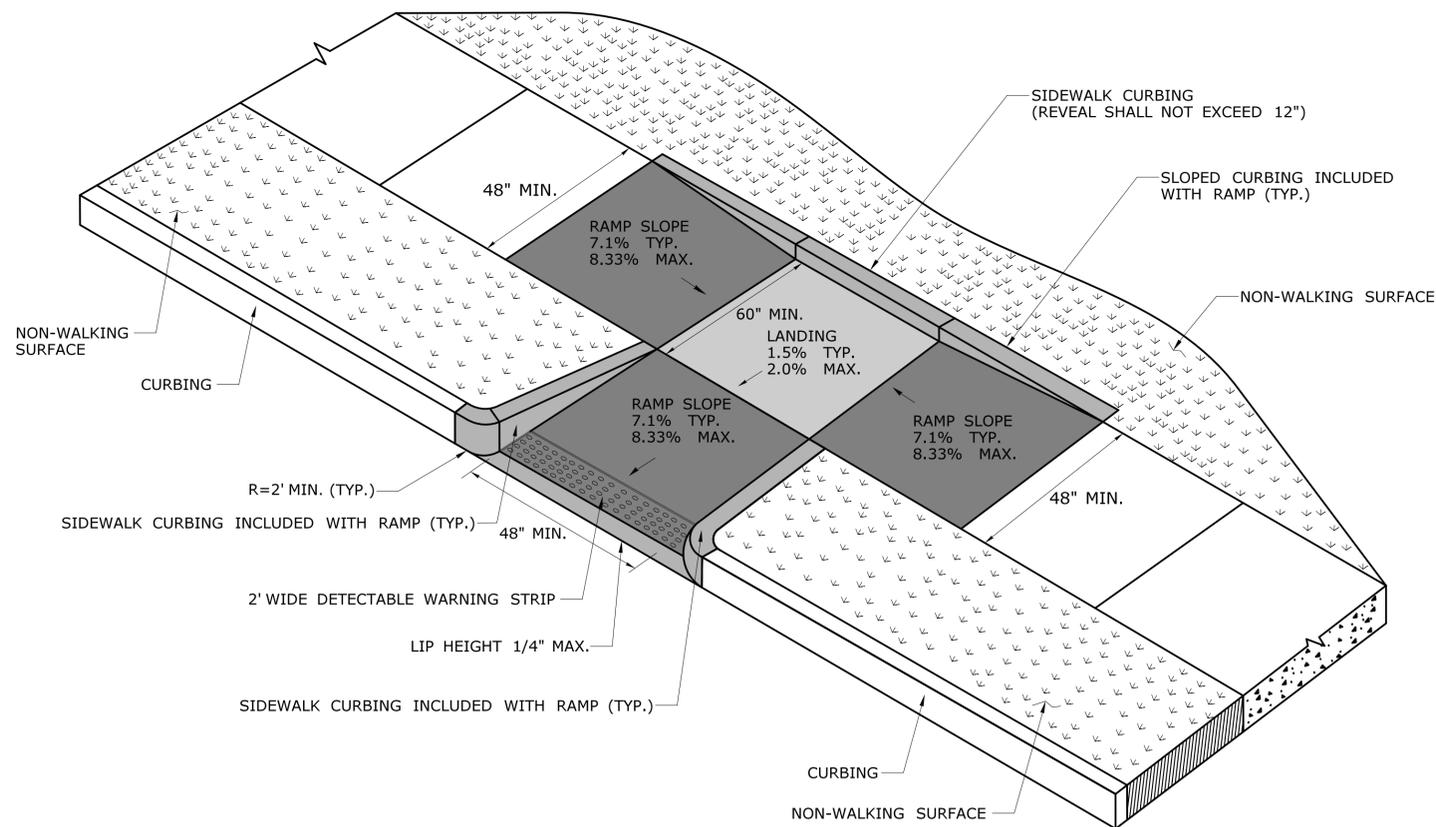 SIDEWALK CURBING
(REVEAL SHALL NOT EXCEED 12")
SLOPED CURBING INCLUDED
WITH RAMP (TYP.)
48" MIN.
RAMP SLOPE
7.1% TYP.
8.33% MAX.
NON-WALKING SURFACE
60" MIN.
NON-WALKING
SURFACE
LANDING
1.5% TYP.
2.0% MAX.
CURBING
RAMP SLOPE
7.1% TYP.
8.33% MAX.
RAMP SLOPE
7.1% TYP.
8.33% MAX.
R=2' MIN. (TYP.)
48" MIN.
SIDEWALK CURBING INCLUDED WITH RAMP (TYP.)
48" MIN.
2' WIDE DETECTABLE WARNING STRIP
LIP HEIGHT 1/4" MAX.
SIDEWALK CURBING INCLUDED WITH RAMP (TYP.)
CURBING
NON-WALKING SURFACE